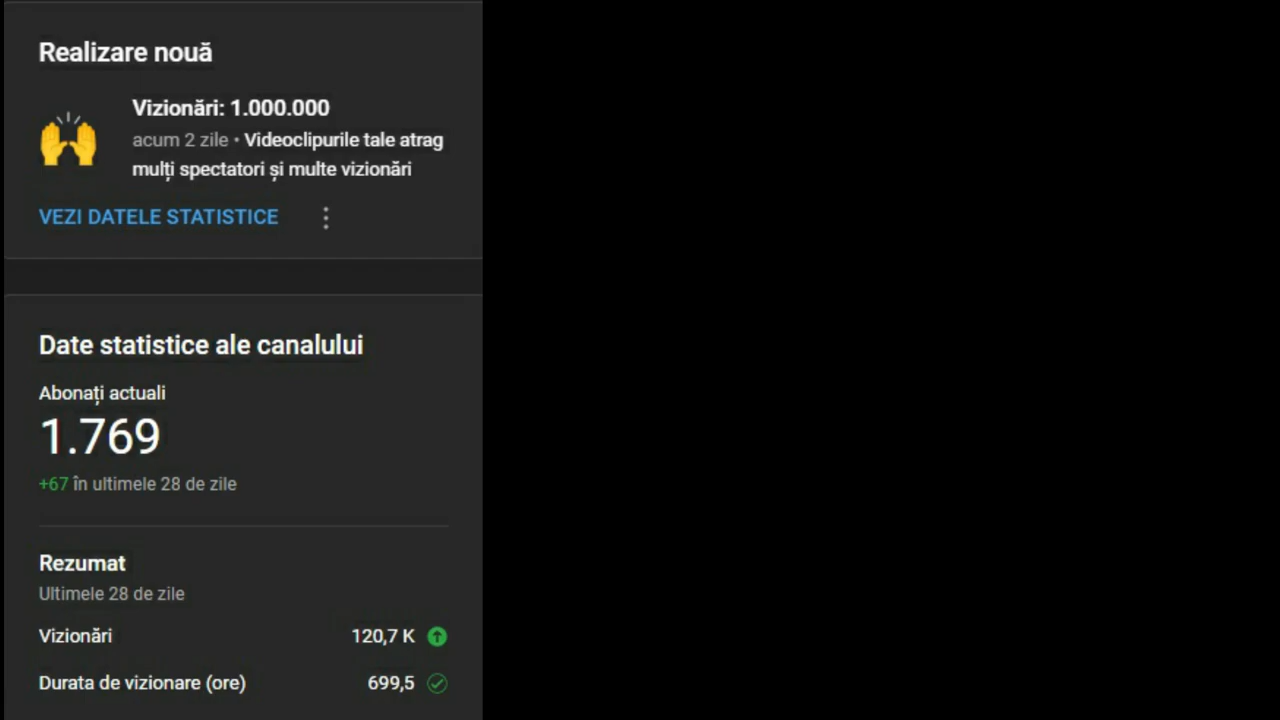 Realizare nouă
Vizionări: 1.000.000
acum 2 zile • Videoclipurile tale atrag
mulți spectatori și multe vizionări
VEZI DATELE STATISTICE
Date statistice ale canalului
Abonați actuali
1.769
+67 în ultimele 28 de zile
Rezumat
Ultimele 28 de zile
Vizionări 120,7 K
Durata de vizionare (ore) 699,5